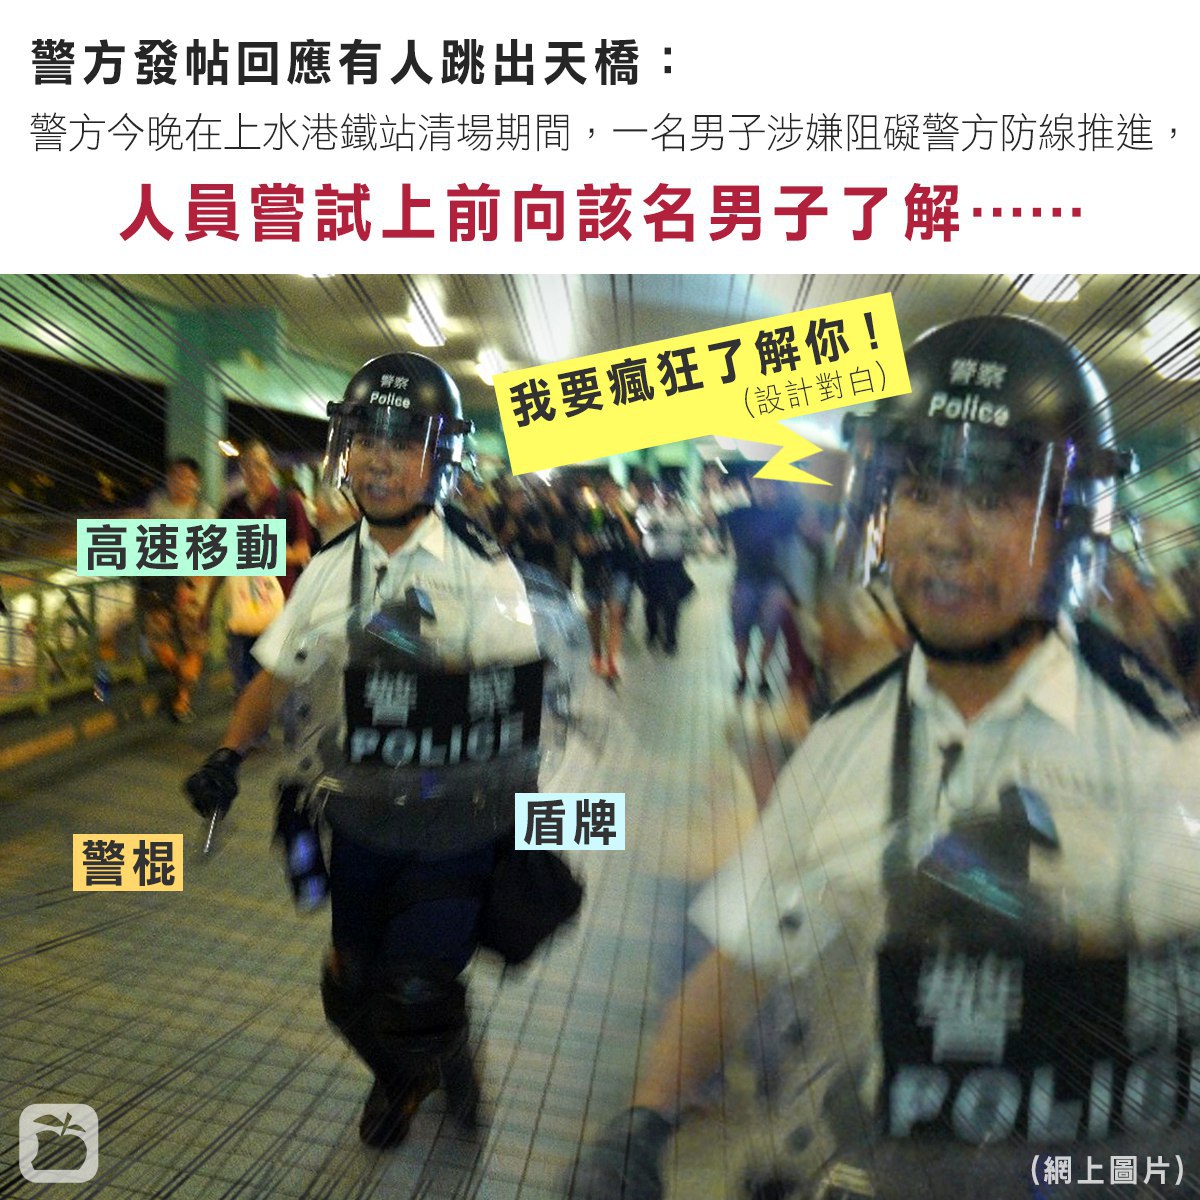 警方發帖回應有人跳出天橋：
警方今晚在上水港鐵站清場期間，一名男子涉嫌阻礙警方防線推進，
人員嘗試上前向該名男子了解……
我要瘋狂了解你！
(設計對白)
警察
Police
警察
Police
高速移動
警察
POLICE
盾牌
警棍
警
POLIC
(網上圖片)